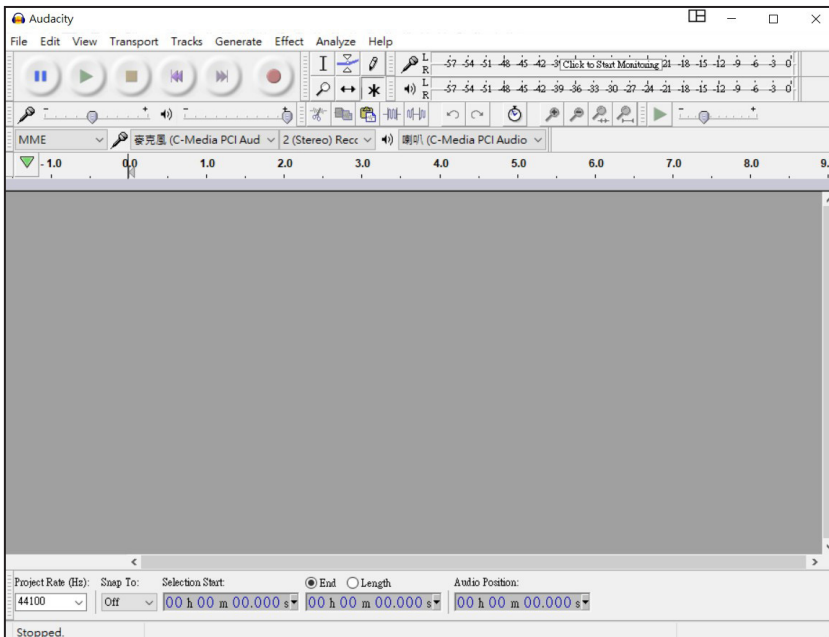 Audacity
File Edit View Transport Tracks Generate Effect Analyze Help
L
R
-57 -54 -51 -48 -45 -42 -3 Click to Start Monitoring 21 -18 -15 -12 -9 -6 -3 0
L
R
-57 -54 -51 -48 -45 -42 -39 -36 -33 -30 -27 -24 -21 -18 -15 -12 -9 -6 -3 0
MME 麥克風 (C-Media PCI Aud 2 (Stereo) Recc 喇叭 (C-Media PCI Audio
- 1.0 0.0 1.0 2.0 3.0 4.0 5.0 6.0 7.0 8.0 9.
Project Rate (Hz): Snap To: Selection Start: End Length Audio Position:
44100 Off 00 h 00 m 00.000 s 00 h 00 m 00.000 s 00 h 00 m 00.000 s
Stopped.